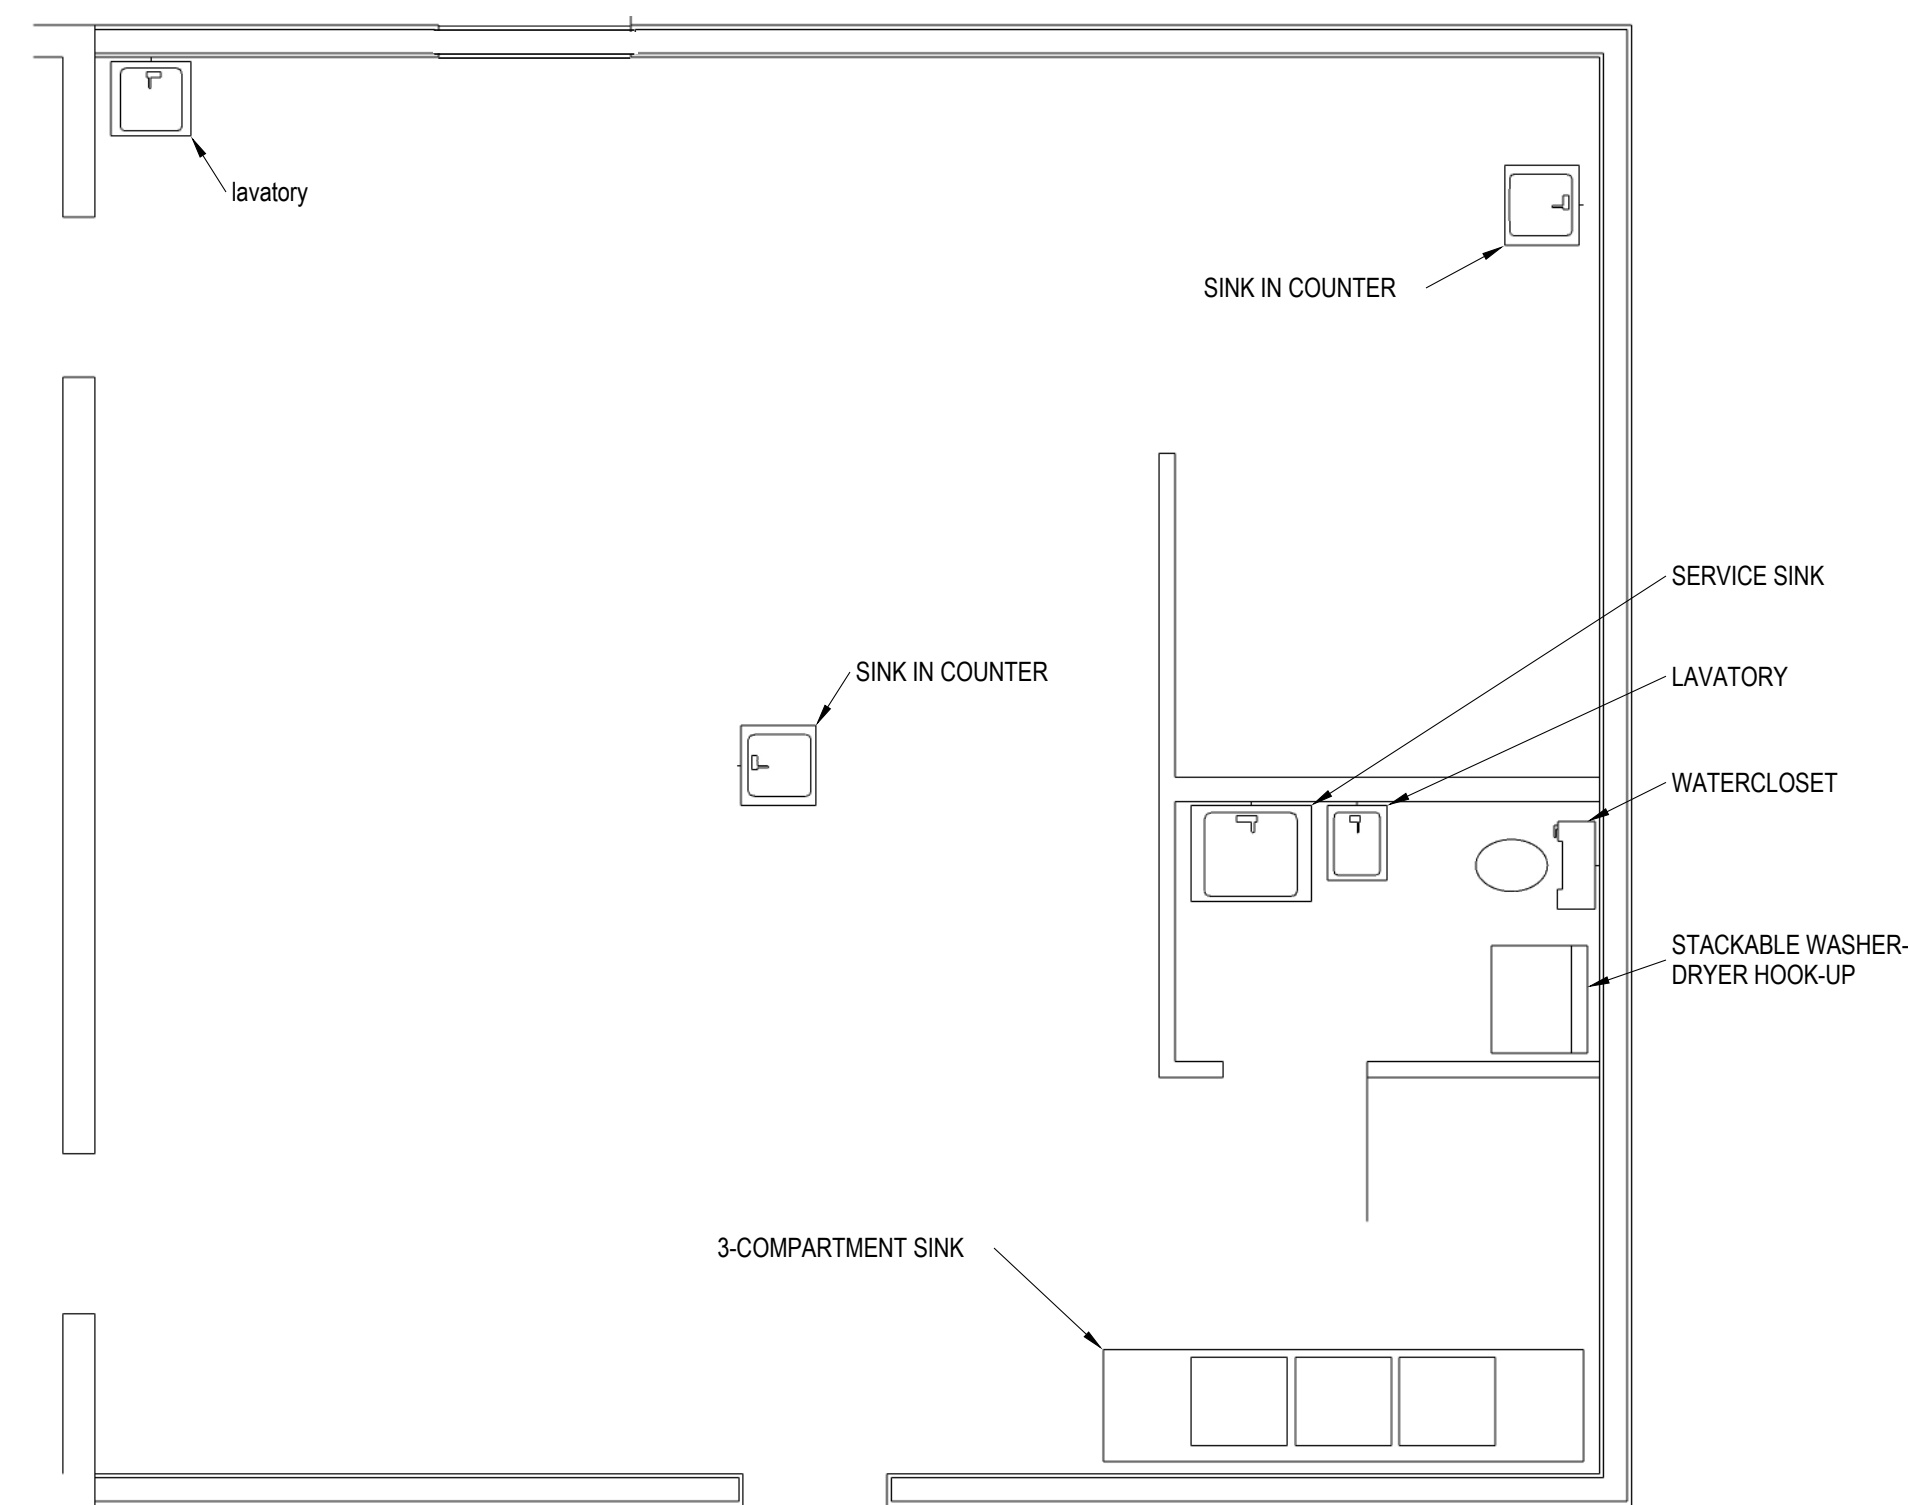 lavatory
SINK IN COUNTER
SERVICE SINK
SINK IN COUNTER
LAVATORY
WATERCLOSET
STACKABLE WASHER-
DRYER HOOK-UP
3-COMPARTMENT SINK